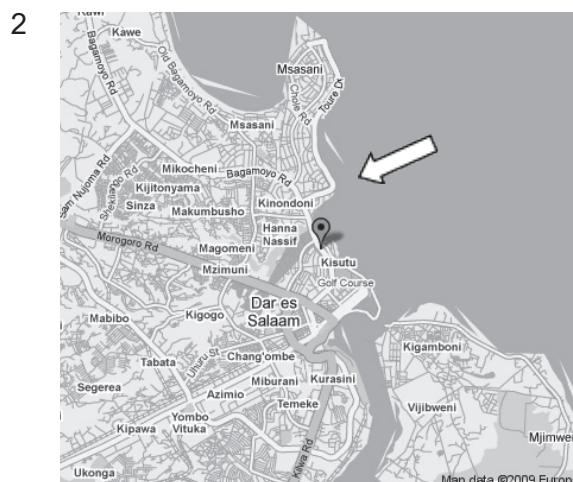 2
Kawi
Kawe
Old Bagamoyo Rd
Bagamoyo Rd
Msasani
Chole Rd
Toure Dr
Msasani
Mikocheni
Bagamoyo Rd
Sam Nujoma Rd
Shekilango Rd
Kijitonyama
Sinza
Makumbusho
Kinondoni
Hanna
Nassif
Morogoro Rd
Magomeni
Mzimuni
Kisutu
Golf Course
Dar es
Salaam
Mabibo
Kigogo
Uhuru St
Chang'ombe
Kigamboni
Tabata
Miburani
Kurasini
Segerea
Azimio
Temeke
Vijibweni
Yombo
Vituka
Kipawa
Kilwa Rd
Mjimwe
Ukonga
Map data ©2009 Europ